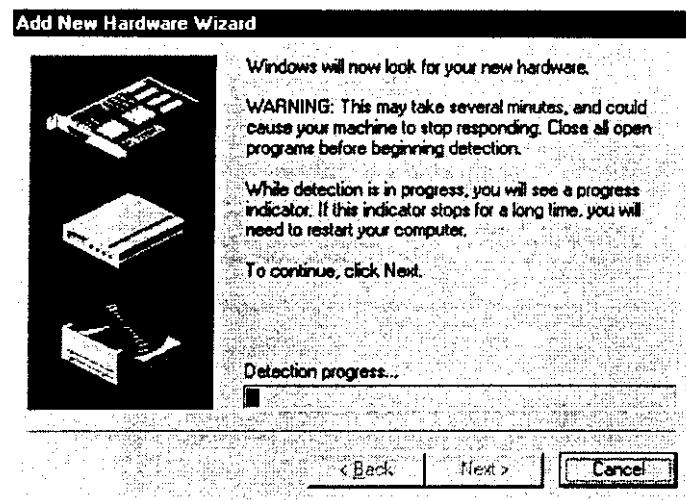 Add New Hardware Wizard
Windows will now look for your new hardware.
WARNING: This may take several minutes, and could
cause your machine to stop responding. Close all open
programs before beginning detection.
While detection is in progress, you will see a progress
indicator. If this indicator stops for a long time, you will
need to restart your computer.
To continue, click Next.
Detection progress...
< Back
Next >
Cancel